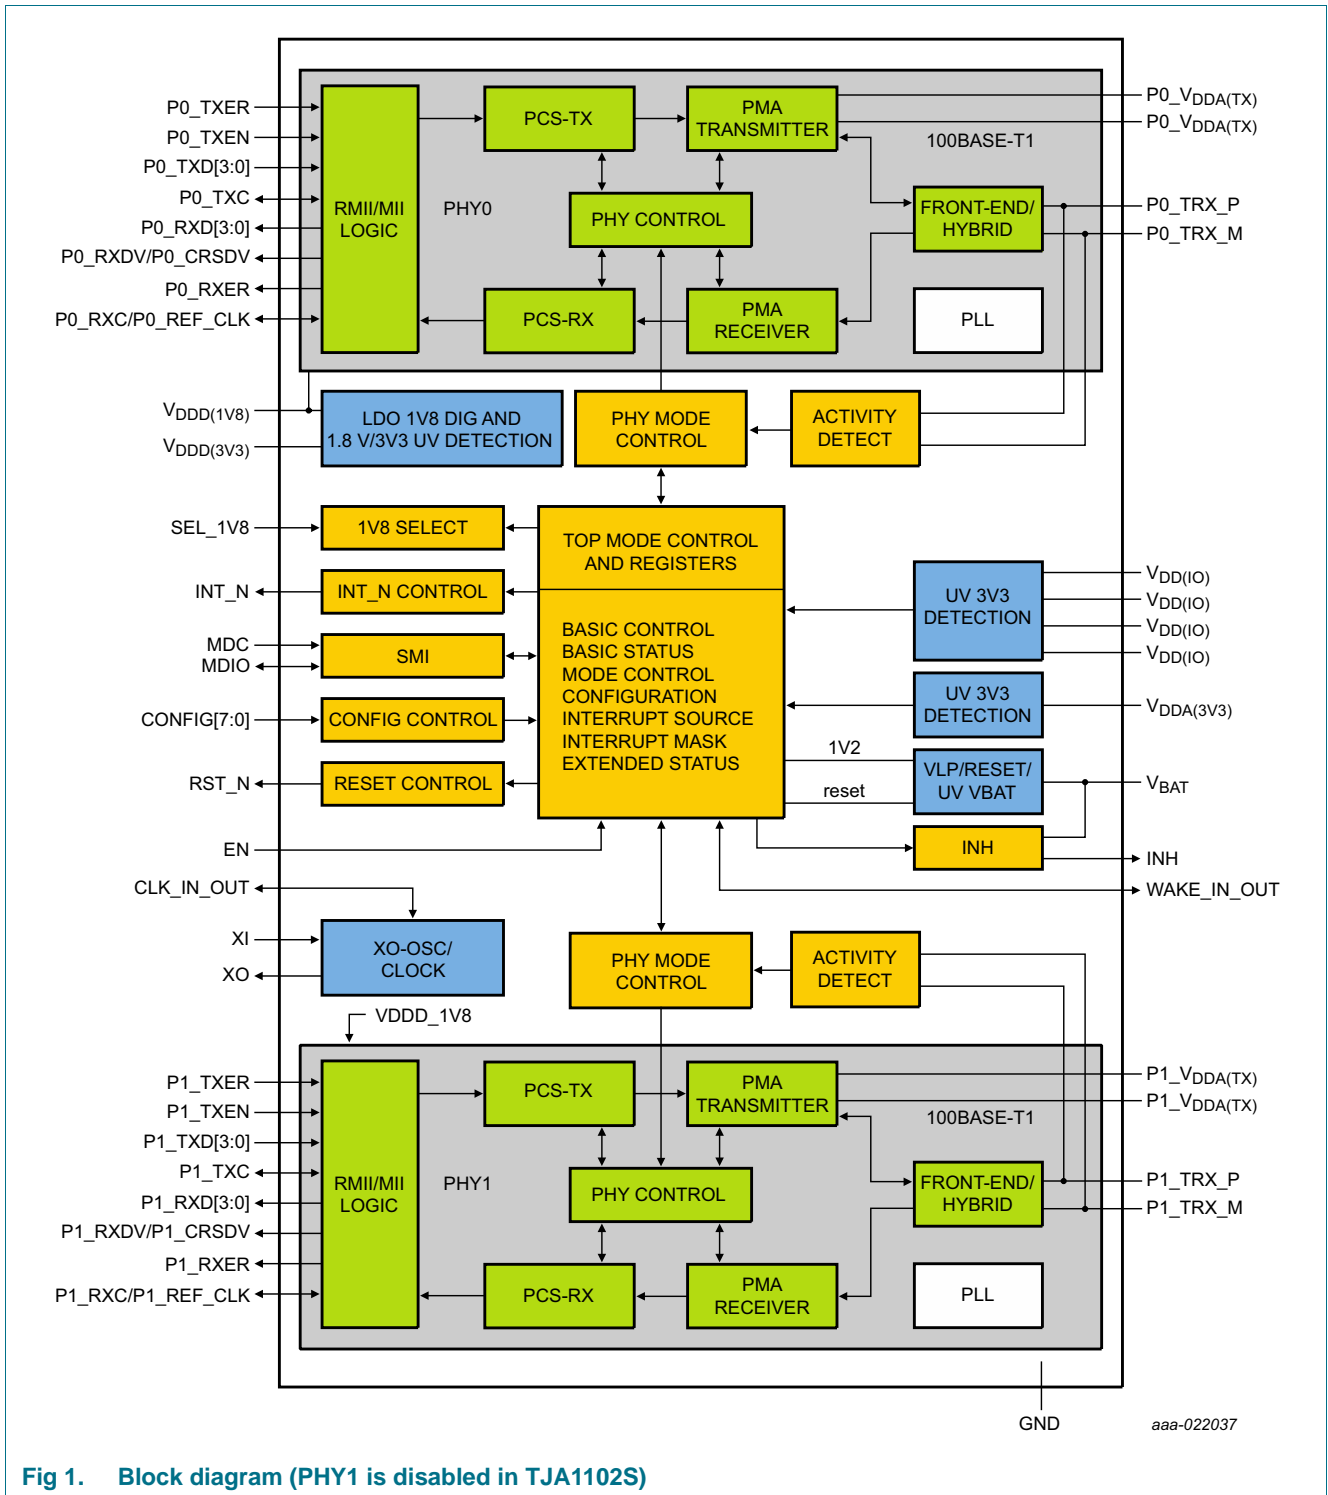 P0_TXER
P0_TXEN
P0_TXD[3:0]
P0_TXC
P0_RXD[3:0]
P0_RXDV/P0_CRSDV
P0_RXER
P0_RXC/P0_REF_CLK
RMII/MII
LOGIC
PHY0
PCS-TX
PHY CONTROL
PCS-RX
PMA
TRANSMITTER
PMA
RECEIVER
100BASE-T1
FRONT-END/
HYBRID
PLL
P0_VDDA(TX)
P0_VDDA(TX)
P0_TRX_P
P0_TRX_M
VDDD(1V8)
VDDD(3V3)
LDO 1V8 DIG AND
1.8 V/3V3 UV DETECTION
PHY MODE
CONTROL
ACTIVITY
DETECT
SEL_1V8
1V8 SELECT
INT_N
INT_N CONTROL
MDC
MDIO
SMI
CONFIG[7:0]
CONFIG CONTROL
RST_N
RESET CONTROL
TOP MODE CONTROL
AND REGISTERS
BASIC CONTROL
BASIC STATUS
MODE CONTROL
CONFIGURATION
INTERRUPT SOURCE
INTERRUPT MASK
EXTENDED STATUS
UV 3V3
DETECTION
VDD(IO)
VDD(IO)
VDD(IO)
VDD(IO)
UV 3V3
DETECTION
VDDA(3V3)
1V2
reset
VLP/RESET/
UV VBAT
VBAT
INH
INH
WAKE_IN_OUT
EN
CLK_IN_OUT
XI
XO
XO-OSC/
CLOCK
PHY MODE
CONTROL
ACTIVITY
DETECT
VDDD_1V8
P1_TXER
P1_TXEN
P1_TXD[3:0]
P1_TXC
P1_RXD[3:0]
P1_RXDV/P1_CRSDV
P1_RXER
P1_RXC/P1_REF_CLK
RMII/MII
LOGIC
PHY1
PCS-TX
PHY CONTROL
PCS-RX
PMA
TRANSMITTER
PMA
RECEIVER
100BASE-T1
FRONT-END/
HYBRID
PLL
P1_VDDA(TX)
P1_VDDA(TX)
P1_TRX_P
P1_TRX_M
GND
aaa-022037
Fig 1. Block diagram (PHY1 is disabled in TJA1102S)